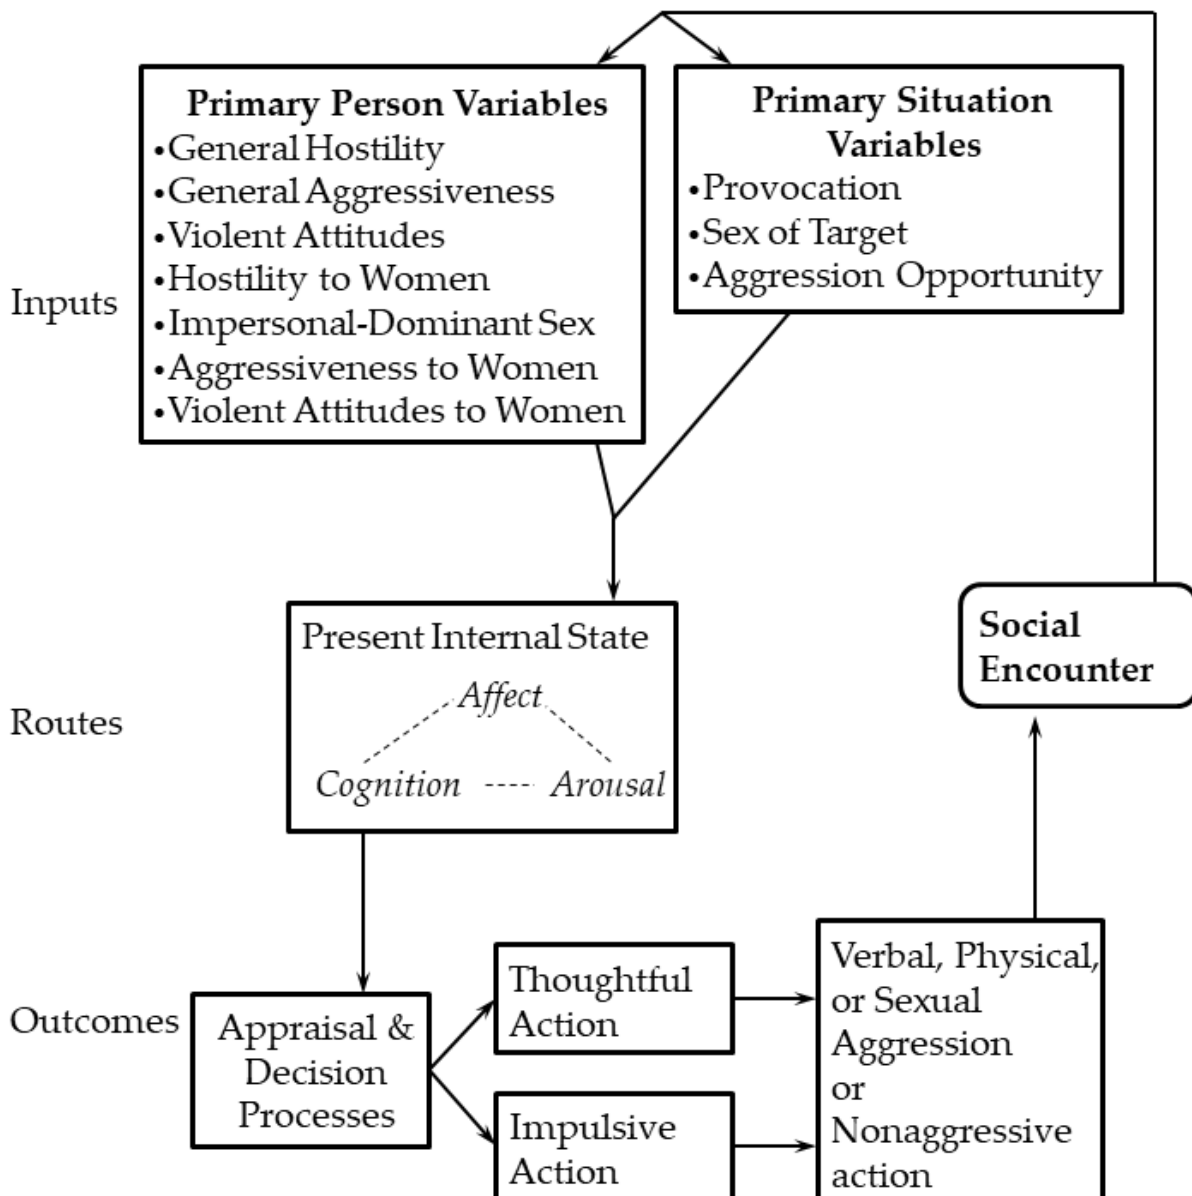 Primary Person Variables
•General Hostility
•General Aggressiveness
•Violent Attitudes
•Hostility to Women
•Impersonal-Dominant Sex
•Aggressiveness to Women
•Violent Attitudes to Women
Primary Situation
Variables
•Provocation
•Sex of Target
•Aggression Opportunity
Inputs
Present Internal State
Affect
Cognition
Arousal
Routes
Social
Encounter
Outcomes
Appraisal &
Decision
Processes
Thoughtful
Action
Impulsive
Action
Verbal, Physical,
or Sexual
Aggression
or
Nonaggressive
action